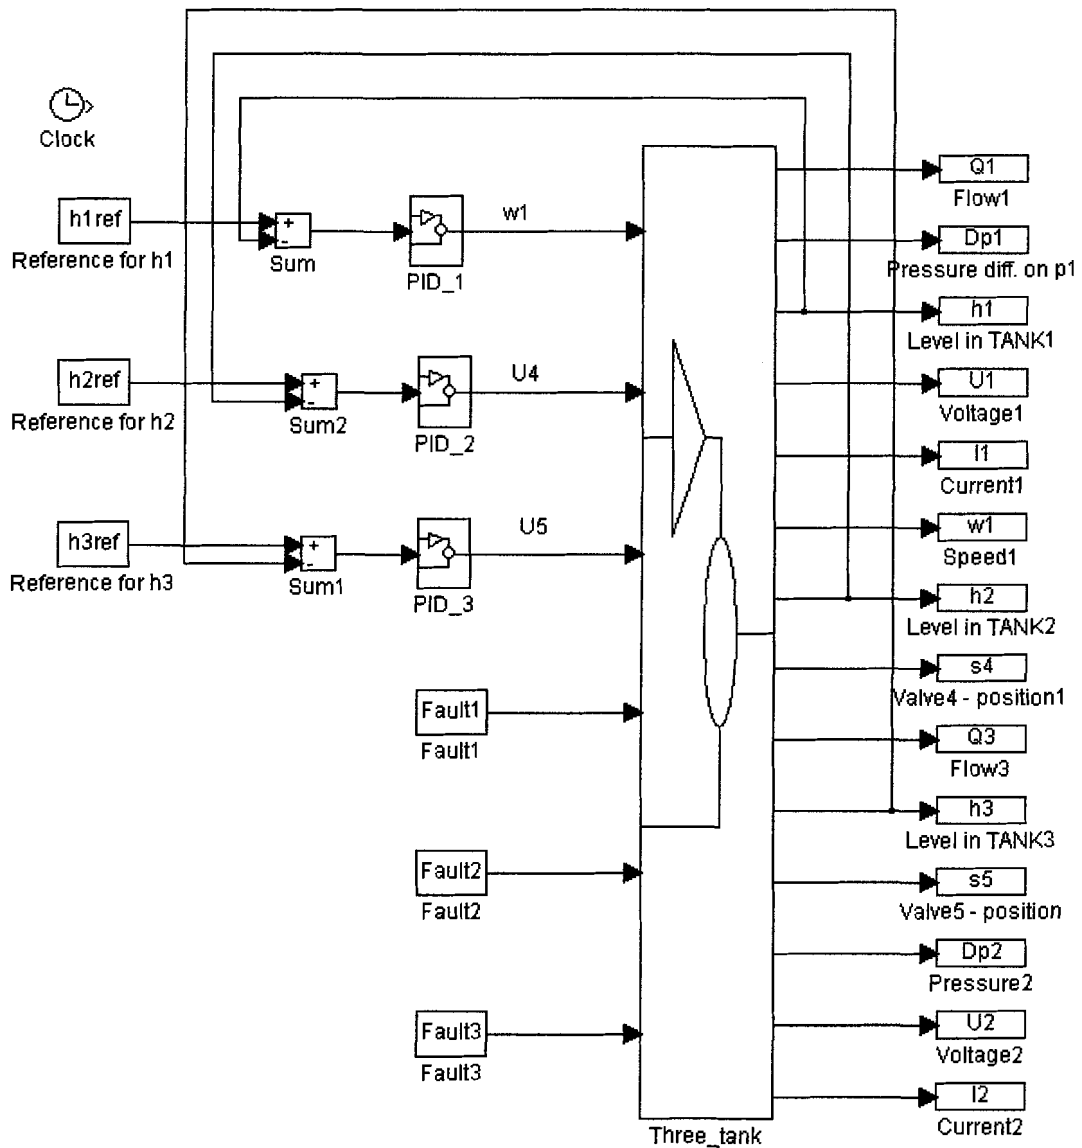 Clock
h1ref
Reference for h1
+
-
Sum
PID_1
w1
h2ref
Reference for h2
+
-
Sum2
PID_2
U4
h3ref
Reference for h3
+
-
Sum1
PID_3
U5
Fault1
Fault1
Fault2
Fault2
Fault3
Fault3
Three_tank
Q1
Flow1
Dp1
Pressure diff. on p1
h1
Level in TANK1
U1
Voltage1
I1
Current1
w1
Speed1
h2
Level in TANK2
s4
Valve4 - position1
Q3
Flow3
h3
Level in TANK3
s5
Valve5 - position
Dp2
Pressure2
U2
Voltage2
I2
Current2